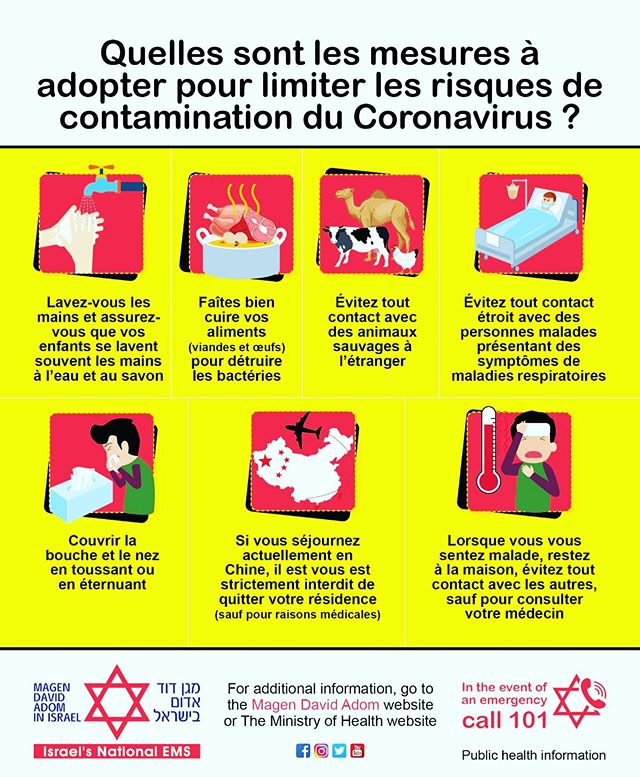 Quelles sont les mesures à
adopter pour limiter les risques de
contamination du Coronavirus ?
Lavez-vous les
mains et assurez-
vous que vos
enfants se lavent
souvent les mains
à l'eau et au savon
Faîtes bien
cuire vos
aliments
(viandes et œufs)
pour détruire
les bactéries
Évitez tout
contact avec
des animaux
sauvages à
l'étranger
Évitez tout contact
étroit avec des
personnes malades
présentant des
symptômes de
maladies respiratoires
Couvrir la
bouche et le nez
en toussant ou
en éternuant
Si vous séjournez
actuellement en
Chine, il est vous est
strictement interdit de
quitter votre résidence
(sauf pour raisons médicales)
Lorsque vous vous
sentez malade, restez
à la maison, évitez tout
contact avec les autres,
sauf pour consulter
votre médecin
MAGEN
DAVID
ADOM
IN ISRAEL
מגן דוד
אדום
בישראל
Israel's National EMS
For additional information, go to
the Magen David Adom website
or The Ministry of Health website
In the event of
an emergency
call 101
Public health information